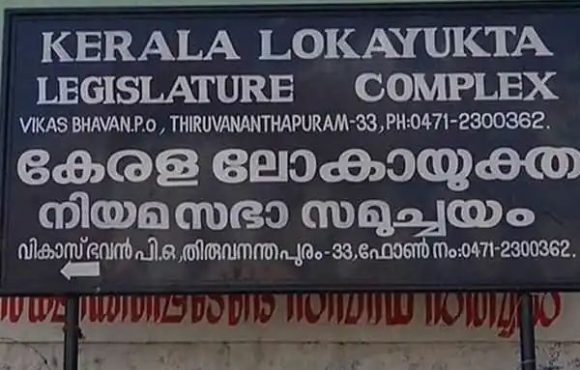 KERALA LOKAYUKTA
LEGISLATURE COMPLEX
VIKAS BHAVAN.P.O, THIRUVANANTHAPURAM-33, PH:0471-2300362.
കേരള ലോകായുക്ത
നിയമസഭാ സമുച്ചയം
വികാസ് ഭവൻ പി.ഒ, തിരുവനന്തപുരം-33, ഫോൺ നം:0471-2300362.